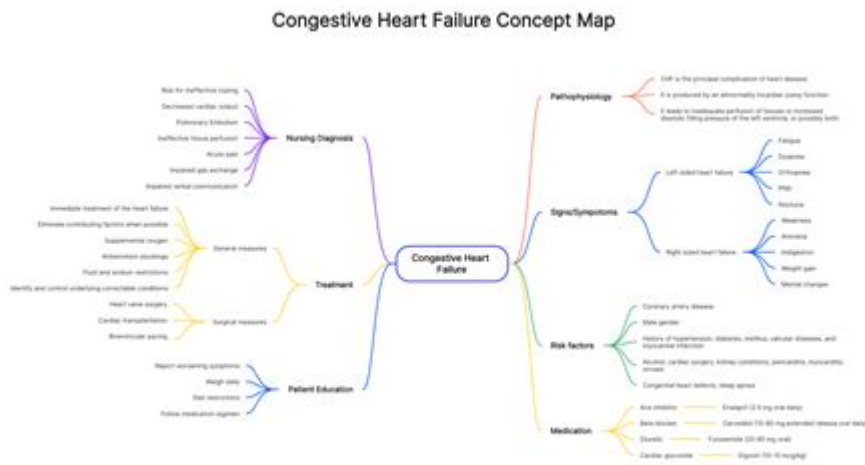 Congestive Heart Failure Concept Map
Risk for ineffective coping
Decreased cardiac output
Pulmonary Embolism
Ineffective tissue perfusion
Acute pain
Impaired gas exchange
Impaired verbal communication
Nursing Diagnosis
Immediate treatment of the heart failure
Eliminate contributing factors when possible
Supplemental oxygen
Antiembolism stockings
Fluid and sodium restrictions
Identify and control underlying correctable conditions
General measures
Heart valve surgery
Cardiac transplantation
Biventricular pacing
Surgical measures
Treatment
Report worsening symptoms
Weigh daily
Diet restrictions
Follow medication regimen
Patient Education
Congestive Heart
Failure
Pathophysiology
CHF is the principal complication of heart disease
It is produced by an abnormality in cardiac pump function
It leads to inadequate perfusion of tissues or increased
diastolic filling pressure of the left ventricle, or possibly both
Signs/Sympotoms
Left sided heart failure
Fatigue
Dyspnea
Orthopnea
PND
Nocturia
Right sided heart failure
Weakness
Anorexia
Indigestion
Weight gain
Mental changes
Risk factors
Coronary artery disease
Male gender
History of hypertension, diabetes, mellitus, valvular diseases, and
myocardial infarction
Alcohol, cardiac surgery, kidney conditions, pericarditis, myocarditis,
viruses
Congenital heart defects, sleep apnea
Medication
Ace inhibitor
Enalapril (2.5 mg oral daily)
Beta blocker
Carvedilol (10-80 mg extended release oral daily)
Diuretic
Furosemide (20-80 mg oral)
Cardiac glycoside
Digoxin (10-15 mcg/kg)